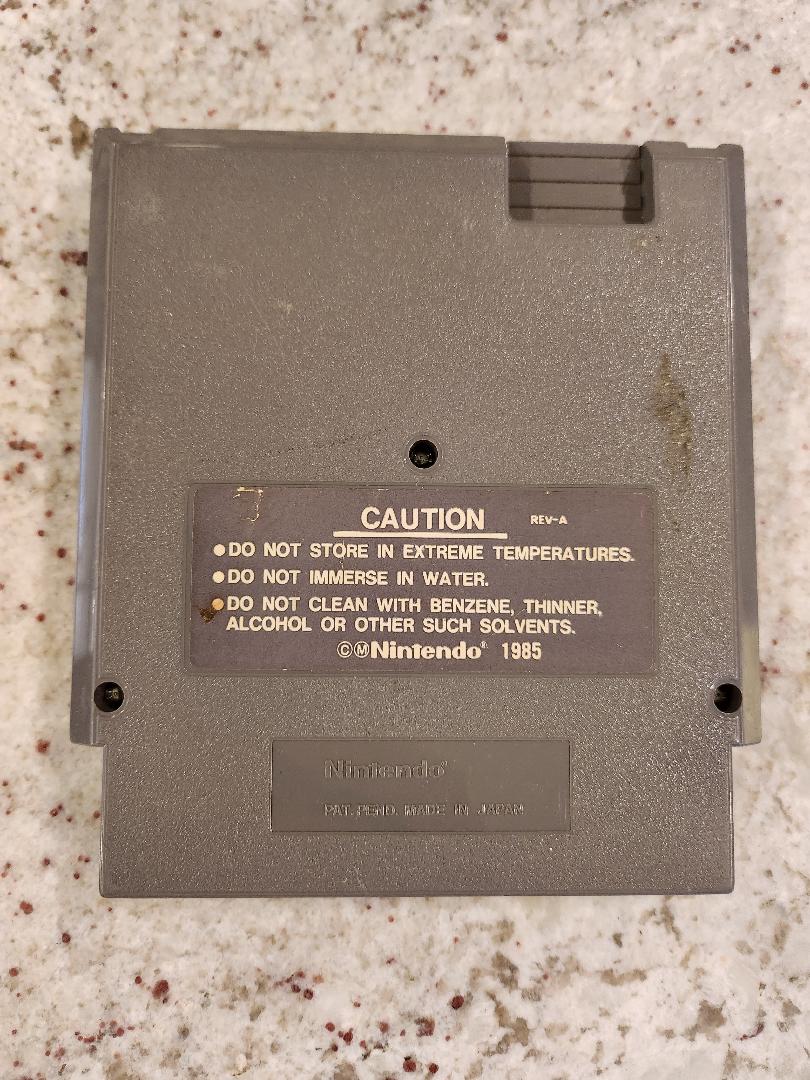 CAUTION REV-A
●DO NOT STORE IN EXTREME TEMPERATURES.
●DO NOT IMMERSE IN WATER.
●DO NOT CLEAN WITH BENZENE, THINNER,
ALCOHOL OR OTHER SUCH SOLVENTS.
©ⓂNintendo® 1985
Nintendo®
PAT. PEND. MADE IN JAPAN